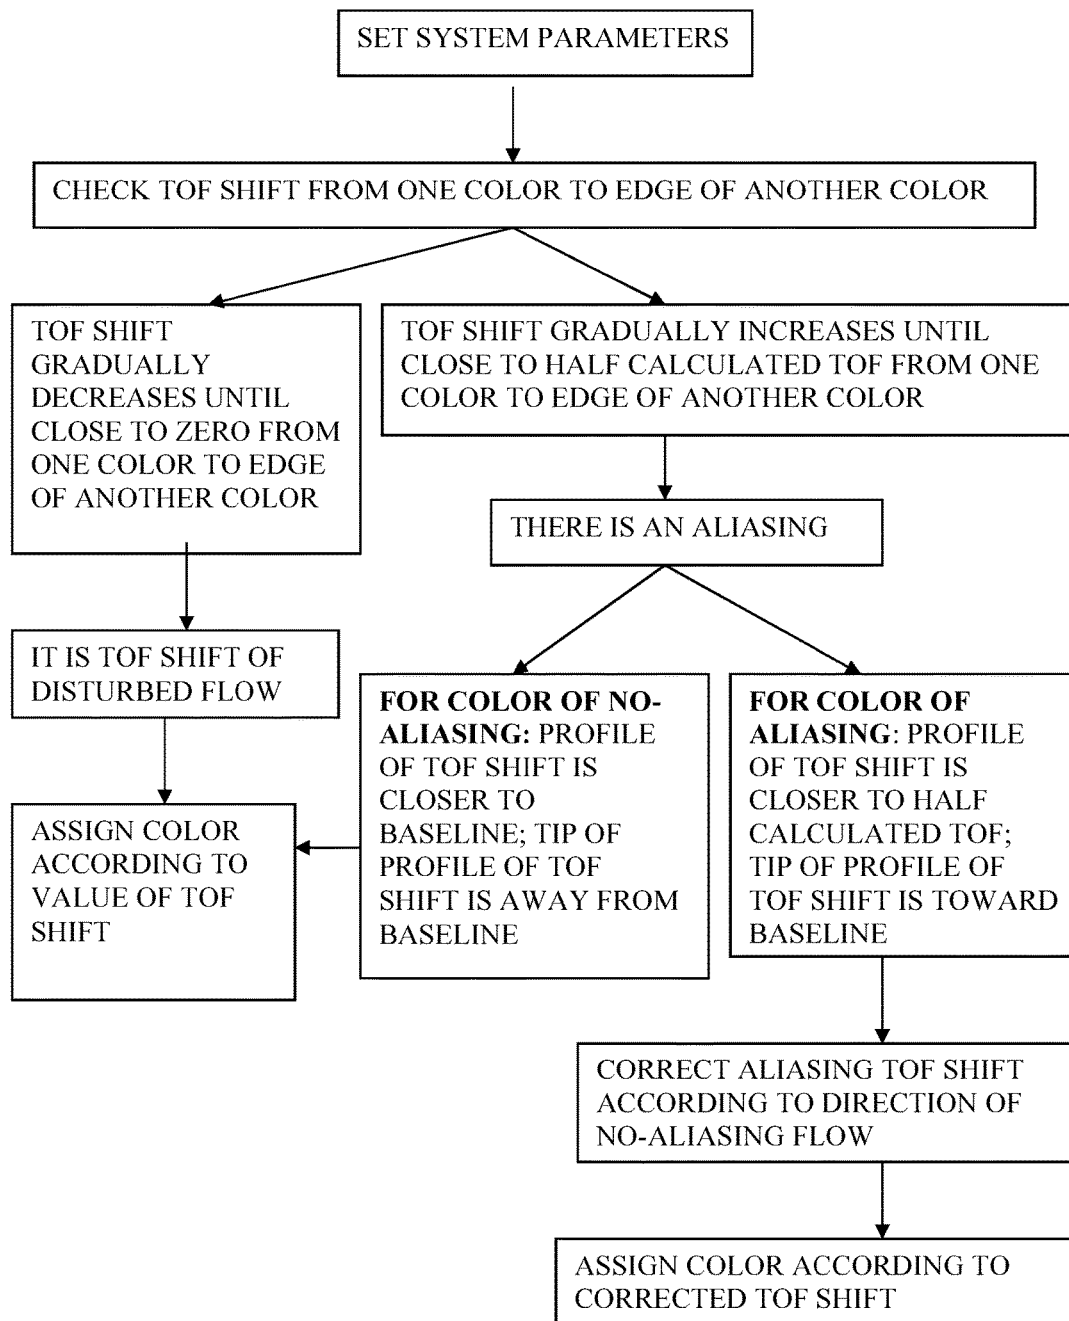 SET SYSTEM PARAMETERS
CHECK TOF SHIFT FROM ONE COLOR TO EDGE OF ANOTHER COLOR
TOF SHIFT
GRADUALLY
DECREASES UNTIL
CLOSE TO ZERO FROM
ONE COLOR TO EDGE
OF ANOTHER COLOR
TOF SHIFT GRADUALLY INCREASES UNTIL
CLOSE TO HALF CALCULATED TOF FROM ONE
COLOR TO EDGE OF ANOTHER COLOR
THERE IS AN ALIASING
IT IS TOF SHIFT OF
DISTURBED FLOW
FOR COLOR OF NO-
ALIASING: PROFILE
OF TOF SHIFT IS
CLOSER TO
BASELINE; TIP OF
PROFILE OF TOF
SHIFT IS AWAY FROM
BASELINE
FOR COLOR OF
ALIASING: PROFILE
OF TOF SHIFT IS
CLOSER TO HALF
CALCULATED TOF;
TIP OF PROFILE OF
TOF SHIFT IS TOWARD
BASELINE
ASSIGN COLOR
ACCORDING TO
VALUE OF TOF
SHIFT
CORRECT ALIASING TOF SHIFT
ACCORDING TO DIRECTION OF
NO-ALIASING FLOW
ASSIGN COLOR ACCORDING TO
CORRECTED TOF SHIFT